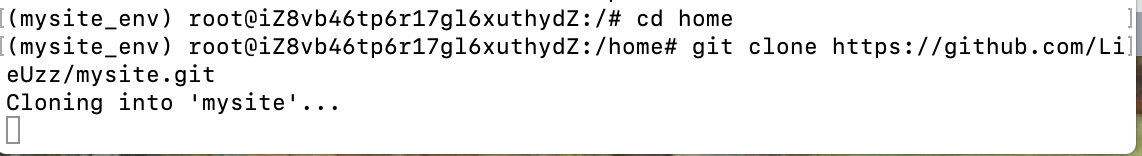 [(mysite_env) root@iZ8vb46tp6r17gl6xuthydZ:/# cd home ]
[(mysite_env) root@iZ8vb46tp6r17gl6xuthydZ:/home# git clone https://github.com/Li]
eUzz/mysite.git
Cloning into 'mysite'...